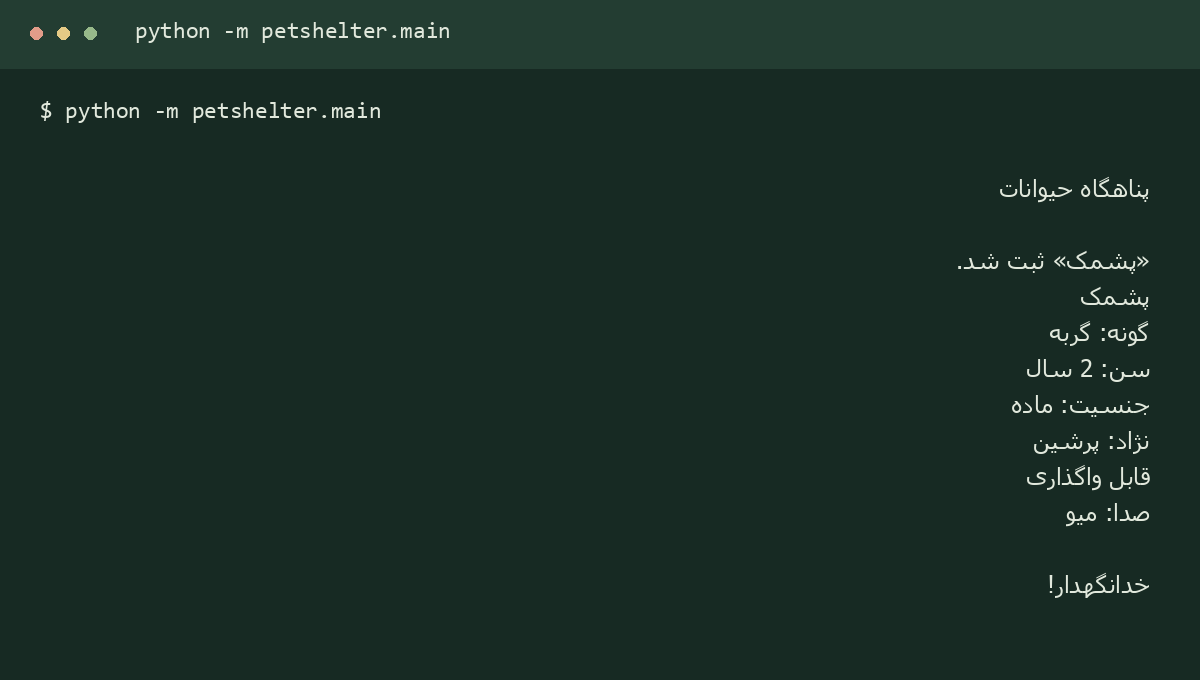 python -m petshelter.main
$ python -m petshelter.main
پناهگاه حیوانات
«پشمک» ثبت شد.
پشمک
گونه: گربه
سن: 2 سال
جنسیت: ماده
نژاد: پرشین
قابل واگذاری
صدا: میو
خدانگهدار!